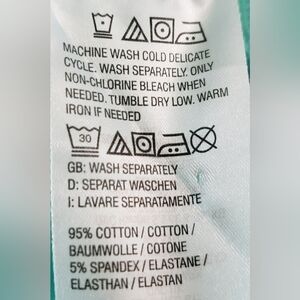 MACHINE WASH COLD DELICATE
CYCLE. WASH SEPARATELY. ONLY
NON-CHLORINE BLEACH WHEN
NEEDED. TUMBLE DRY LOW. WARM
IRON IF NEEDED
30
GB: WASH SEPARATELY
D: SEPARAT WASCHEN
I: LAVARE SEPARATAMENTE
95% COTTON / COTTON /
BAUMWOLLE / COTONE
5% SPANDEX / ELASTANE /
ELASTHAN / ELASTAN